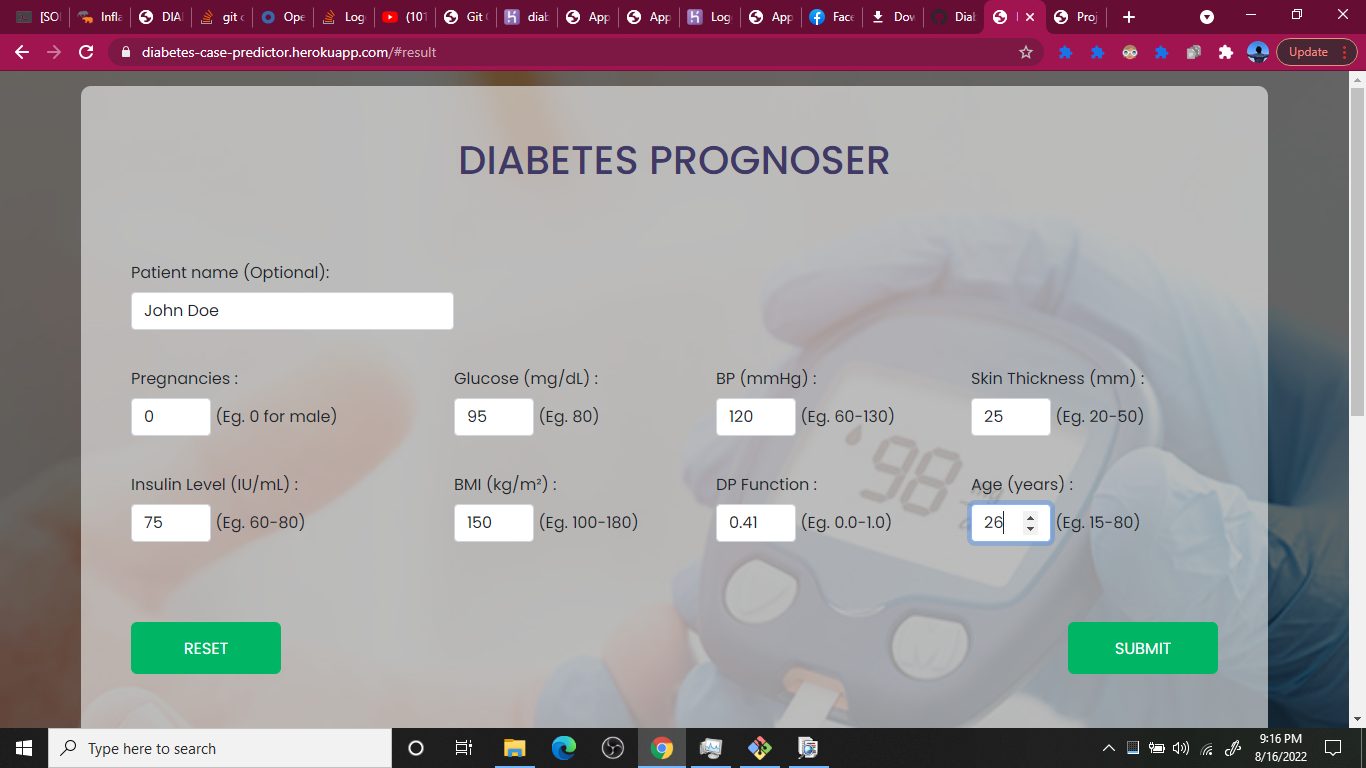 [SO
Infla
DIA
git c
Ope
Log
(101
Git
diab
App
App
Log
App
Face
Dow
Dial
Proj
diabetes-case-predictor.herokuapp.com/#result
Update
DIABETES PROGNOSER
Patient name (Optional):
John Doe
Pregnancies :
Glucose (mg/dL) :
BP (mmHg) :
Skin Thickness (mm) :
0 (Eg. 0 for male)
95 (Eg. 80)
120 (Eg. 60-130)
25 (Eg. 20-50)
Insulin Level (IU/mL) :
BMI (kg/m²) :
DP Function :
Age (years) :
75 (Eg. 60-80)
150 (Eg. 100-180)
0.41 (Eg. 0.0-1.0)
26 (Eg. 15-80)
98
RESET
SUBMIT
Type here to search
9:16 PM
8/16/2022